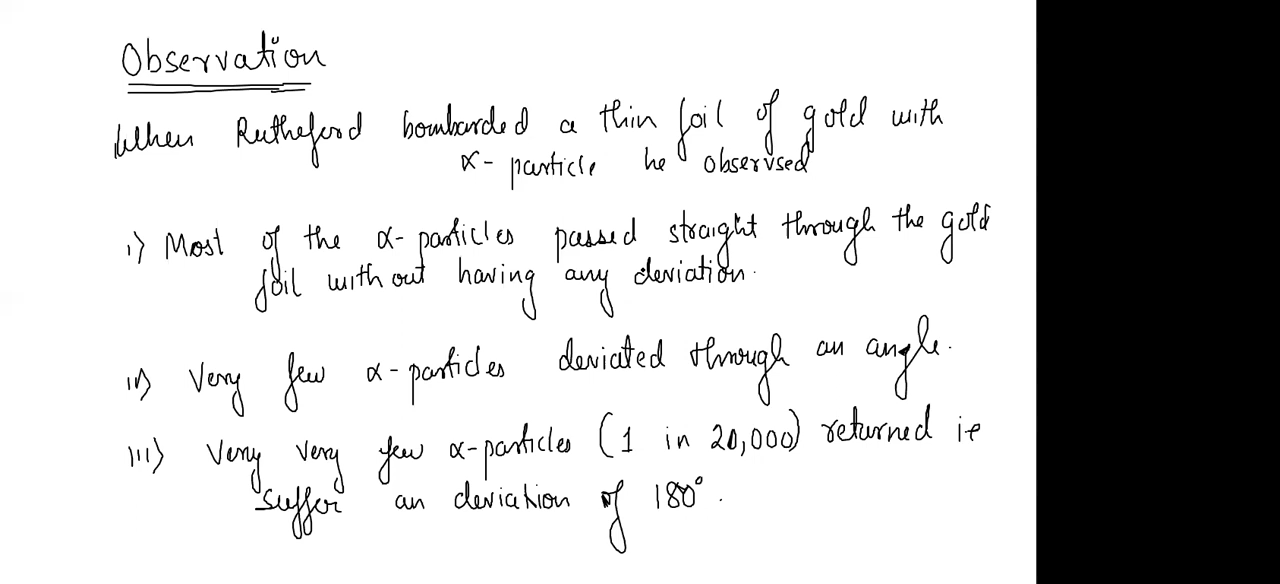 Observation
When Rutheford bombarded a thin foil of gold with
α- particle he observsed
i) Most of the α- particles passed straight through the gold
foil with out having any deviation.
ii) Very few α- particles deviated through an angle.
iii) Very very few α-particles (1 in 20,000) returned ie
suffer an deviation of 180°.